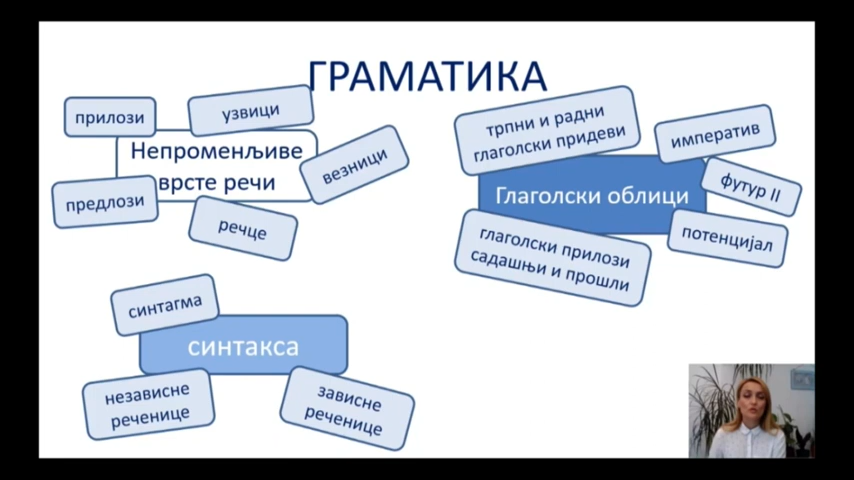 ГРАМАТИКА
прилози
узвици
Непроменљиве
врсте речи
везници
предлози
речце
трпни и радни
глаголски придеви
императив
Глаголски облици
футур II
потенцијал
глаголски прилози
садашњи и прошли
синтагма
синтакса
независне
реченице
зависне
реченице